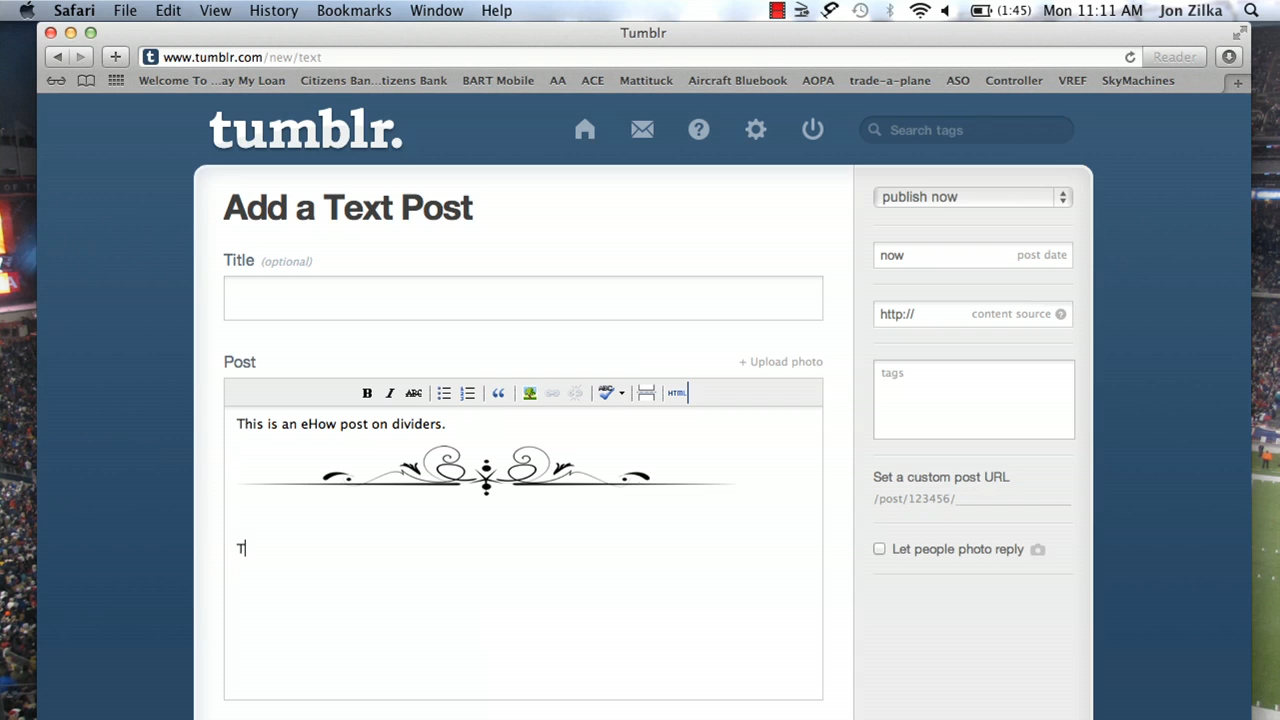 Safari File Edit View History Bookmarks Window Help (1:45) Mon 11:11 AM Jon Zilka
Tumblr
www.tumblr.com/new/text Reader
Welcome To ...ay My Loan Citizens Ban...tizens Bank BART Mobile AA ACE Mattituck Aircraft Bluebook AOPA trade-a-plane ASO Controller VREF SkyMachines
tumblr. Search tags
Add a Text Post
publish now
Title (optional)
now post date
http:// content source
Post + Upload photo
tags
B I ABC ABC HTML
This is an eHow post on dividers.
Set a custom post URL
/post/123456/
T
Let people photo reply